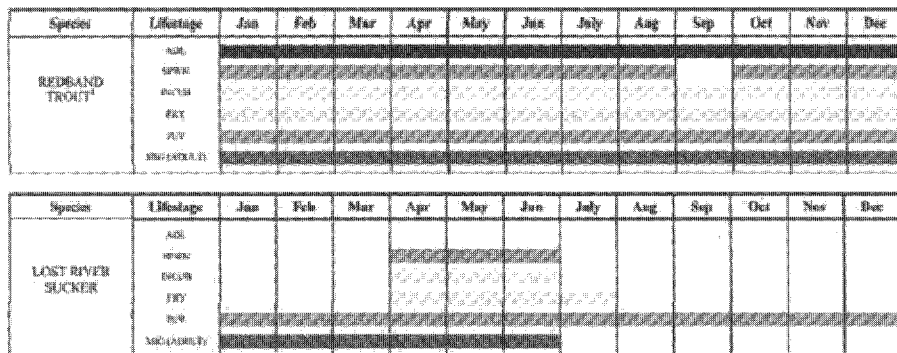 Species Lifestage Jan Feb Mar Apr May Jun July Aug Sep Oct Nov Dec
REDBAND TROUT¹
ADL
SPWN
INCUB
FRY
JUV
MIG (ADULT)
Species Lifestage Jan Feb Mar Apr May Jun July Aug Sep Oct Nov Dec
LOST RIVER SUCKER
ADL
SPWN
INCUB
FRY
JUV
MIG (ADULT)